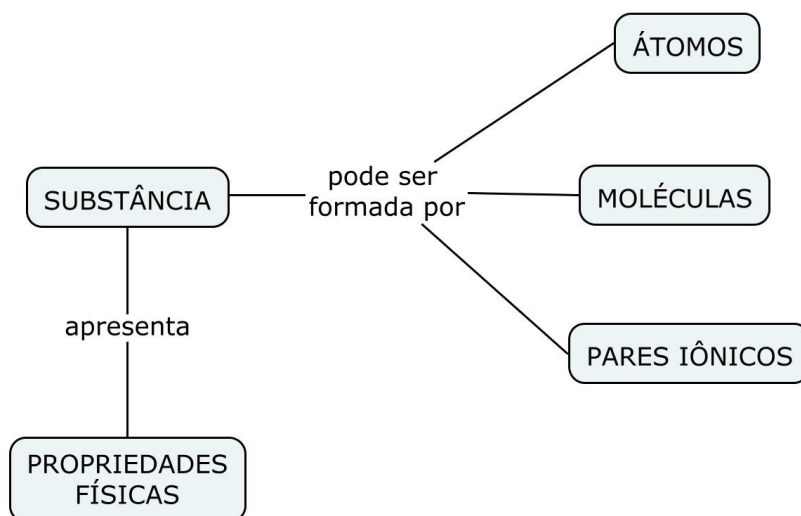 ÁTOMOS
SUBSTÂNCIA
pode ser
formada por
MOLÉCULAS
apresenta
PARES IÔNICOS
PROPRIEDADES
FÍSICAS